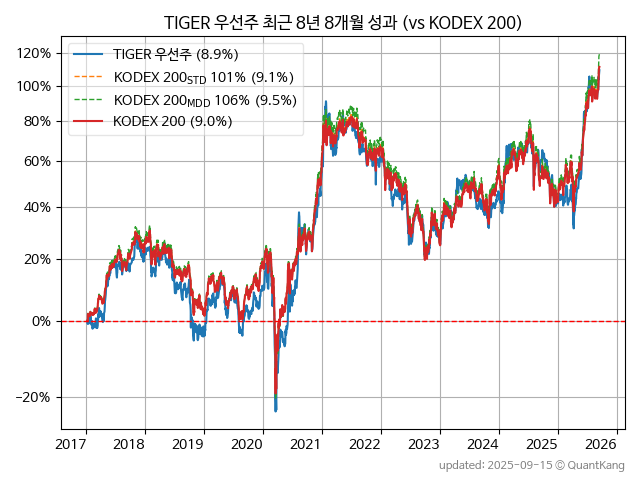 TIGER 우선주 최근 8년 8개월 성과 (vs KODEX 200)
TIGER 우선주 (8.9%)
KODEX 200STD 101% (9.1%)
KODEX 200MDD 106% (9.5%)
KODEX 200 (9.0%)
120%
100%
80%
60%
40%
20%
0%
−20%
2017 2018 2019 2020 2021 2022 2023 2024 2025 2026
updated: 2025-09-15 © QuantKang